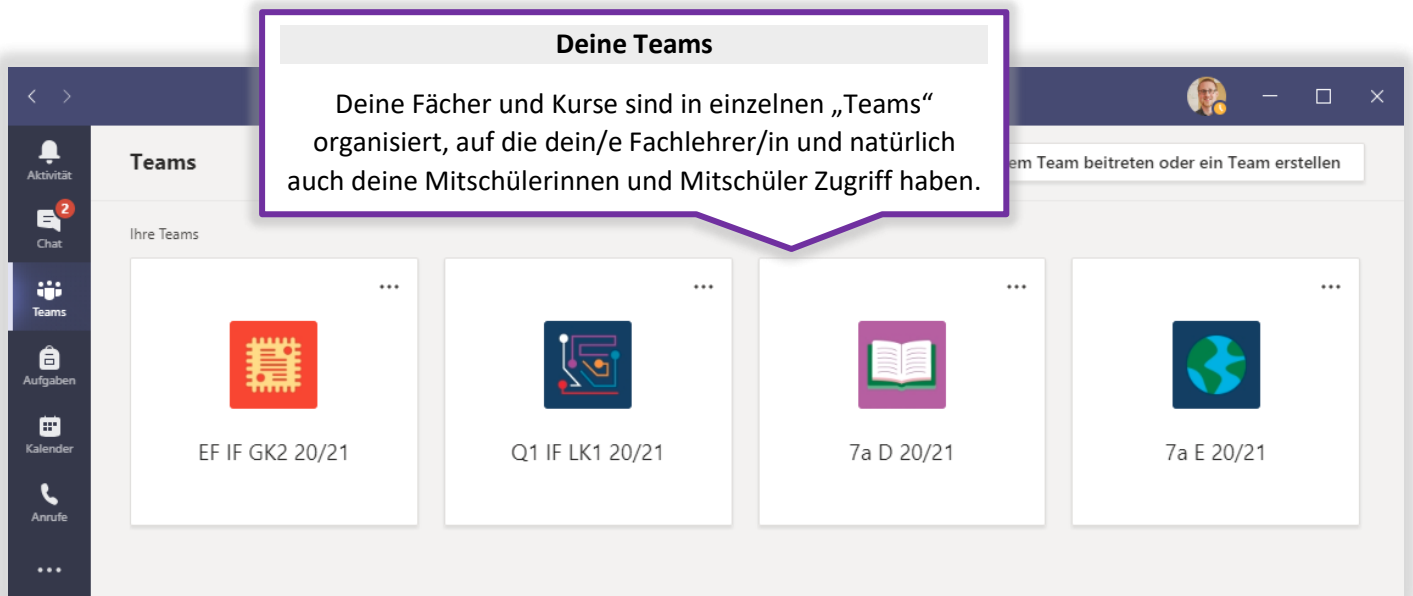 Deine Teams
Deine Fächer und Kurse sind in einzelnen „Teams“
organisiert, auf die dein/e Fachlehrer/in und natürlich
auch deine Mitschülerinnen und Mitschüler Zugriff haben.
Aktivität
2
Chat
Teams
Aufgaben
Kalender
Anrufe
Teams
Team beitreten oder ein Team erstellen
Ihre Teams
EF IF GK2 20/21
Q1 IF LK1 20/21
7a D 20/21
7a E 20/21